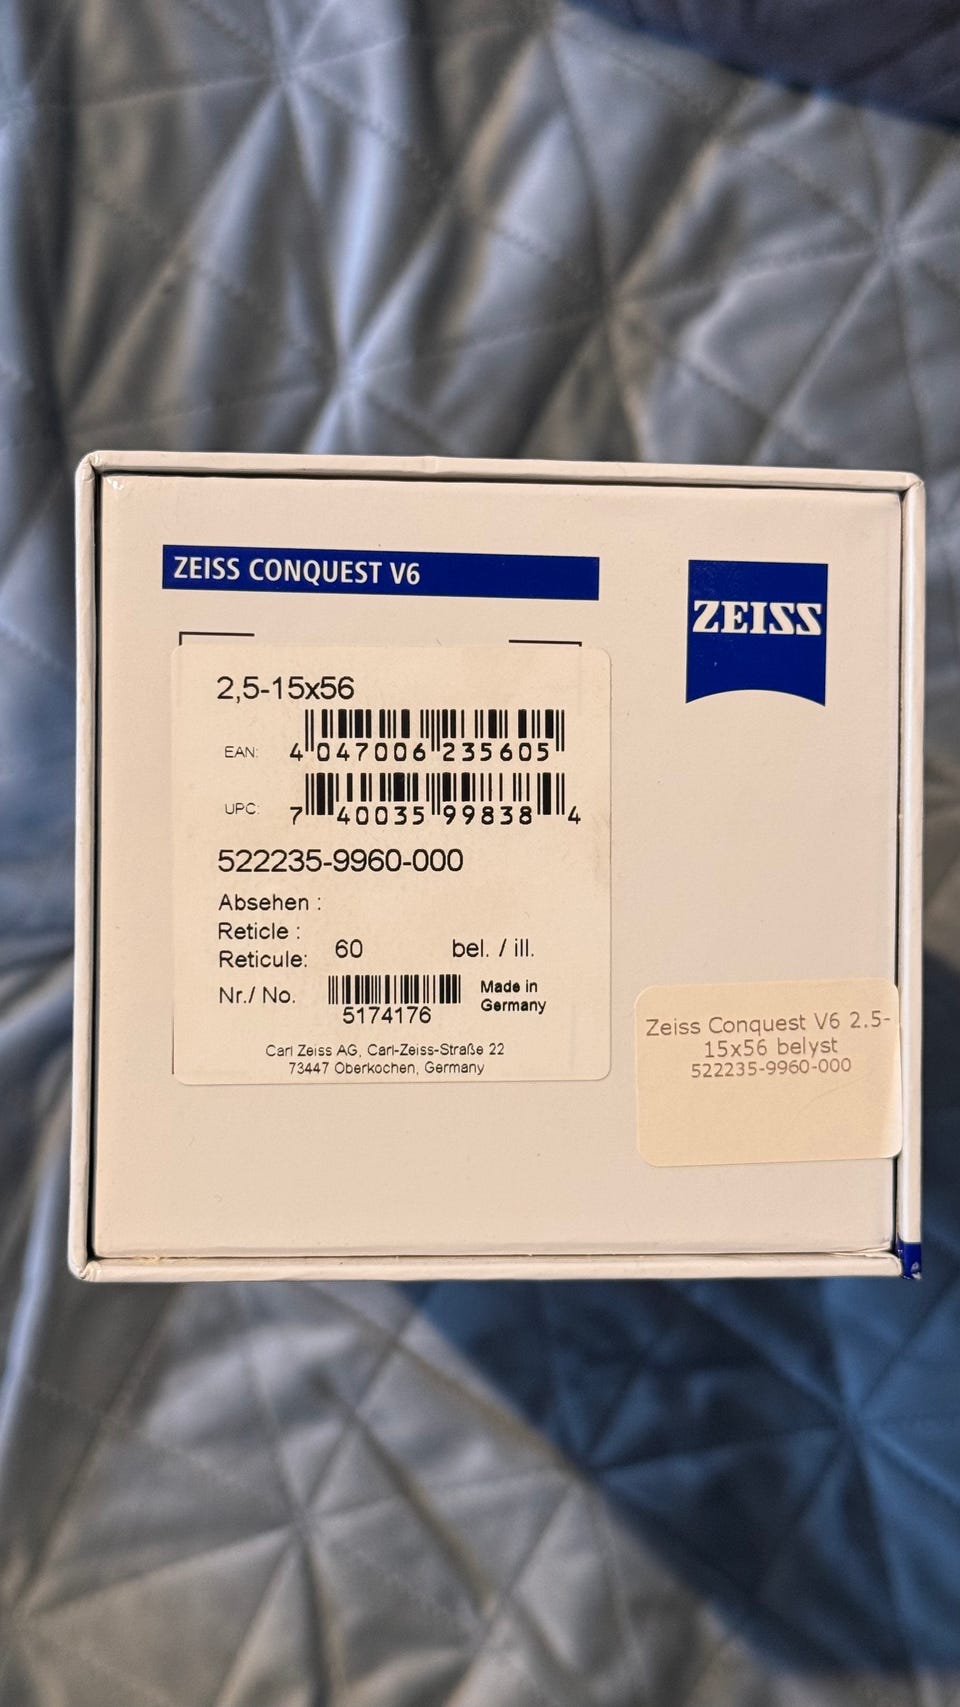 ZEISS CONQUEST V6
ZEISS
2,5-15x56
EAN: 4 047006 235605
UPC: 7 40035 99838 4
522235-9960-000
Absehen :
Reticle :
Reticule: 60 bel. / ill.
Nr./ No. 5174176 Made in
Germany
Carl Zeiss AG, Carl-Zeiss-Straße 22
73447 Oberkochen, Germany
Zeiss Conquest V6 2.5-
15x56 belyst
522235-9960-000